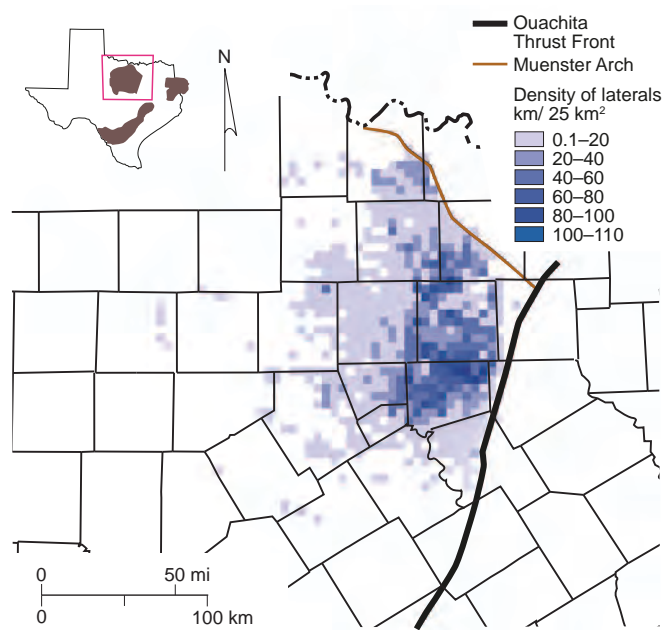 N
Ouachita
Thrust Front
Muenster Arch
Density of laterals
km/ 25 km²
0.1–20
20–40
40–60
60–80
80–100
100–110
0 50 mi
0 100 km